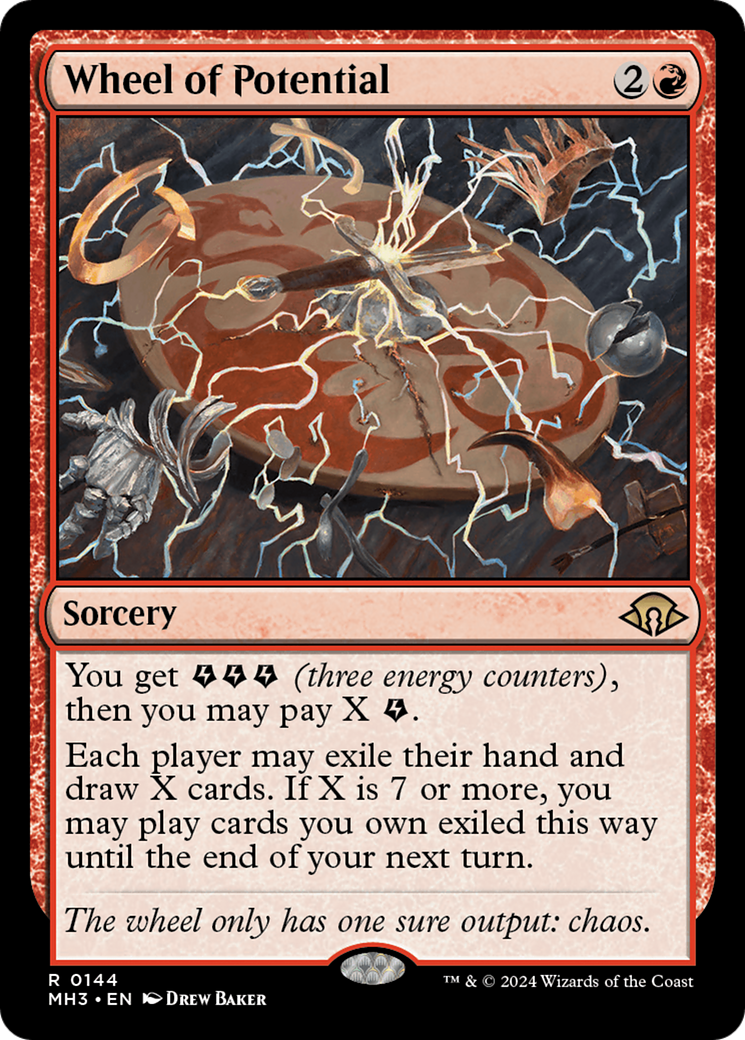 Wheel of Potential 2
Sorcery
You get (three energy counters),
then you may pay X .
Each player may exile their hand and
draw X cards. If X is 7 or more, you
may play cards you own exiled this way
until the end of your next turn.
The wheel only has one sure output: chaos.
R 0144
MH3 • EN Drew Baker
™ & © 2024 Wizards of the Coast